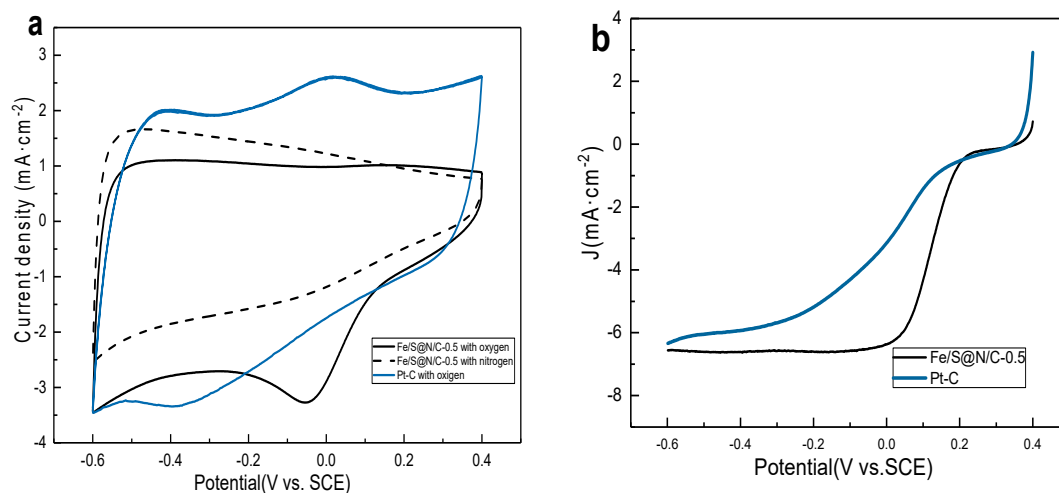 a
3
2
1
0
-1
-2
-3
-4
Current density (mA·cm⁻²)
Fe/S@N/C-0.5 with oxygen
Fe/S@N/C-0.5 with nitrogen
Pt-C with oxigen
-0.6 -0.4 -0.2 0.0 0.2 0.4
Potential(V vs. SCE)
b
4
2
0
-2
-4
-6
-8
J(mA·cm⁻²)
Fe/S@N/C-0.5
Pt-C
-0.6 -0.4 -0.2 0.0 0.2 0.4
Potential(V vs.SCE)